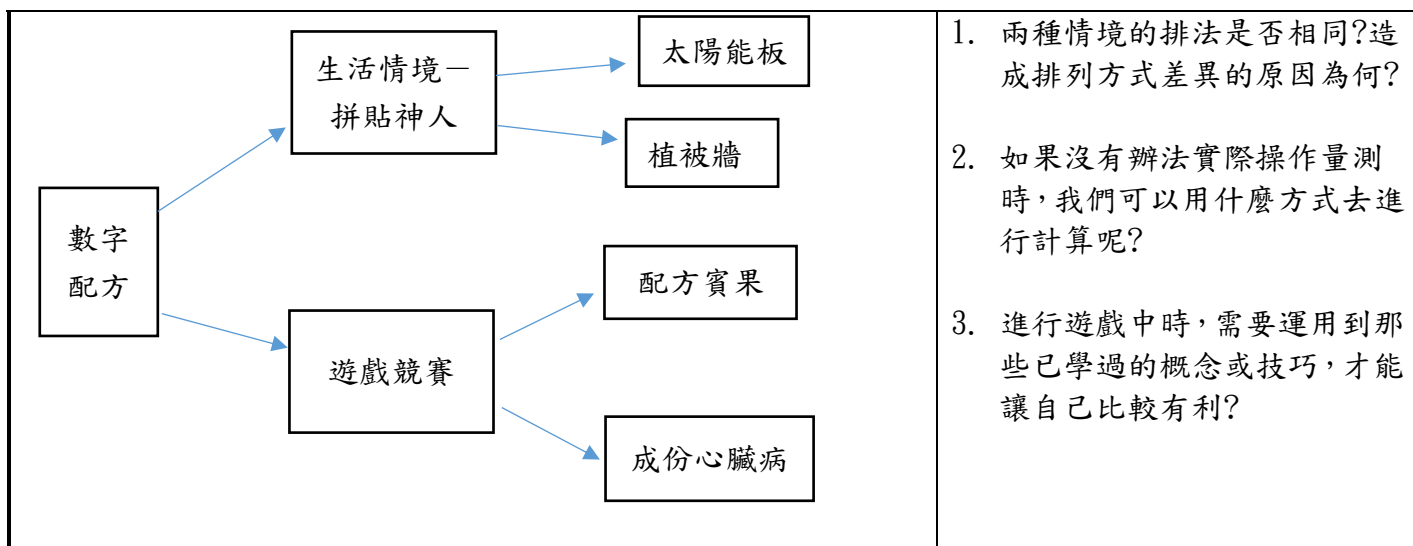 數字
配方
生活情境－
拼貼神人
太陽能板
植被牆
遊戲競賽
配方賓果
成份心臟病
1. 兩種情境的排法是否相同?造
成排列方式差異的原因為何?
2. 如果沒有辦法實際操作量測
時，我們可以用什麼方式去進
行計算呢?
3. 進行遊戲中時，需要運用到那
些已學過的概念或技巧，才能
讓自己比較有利?